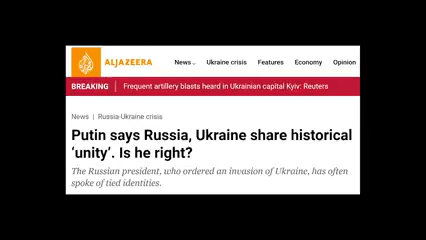 ALJAZEERA
News Ukraine crisis Features Economy Opinion
BREAKING Frequent artillery blasts heard in Ukrainian capital Kyiv: Reuters
News | Russia-Ukraine crisis
Putin says Russia, Ukraine share historical
‘unity’. Is he right?
The Russian president, who ordered an invasion of Ukraine, has often
spoke of tied identities.